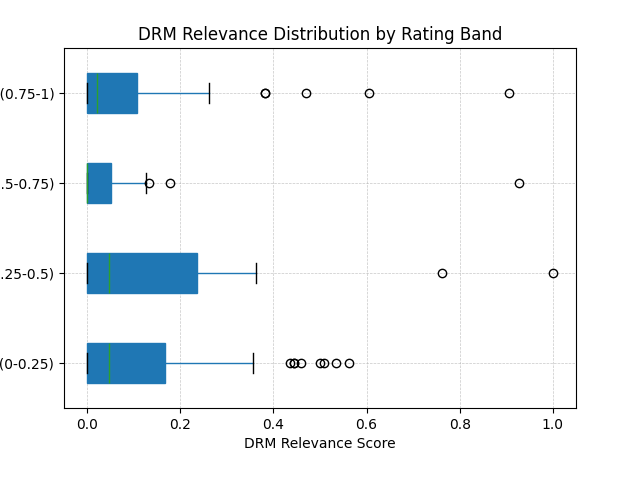 DRM Relevance Distribution by Rating Band
(0.75-1)
.5-0.75)
.25-0.5)
(0-0.25)
0.0 0.2 0.4 0.6 0.8 1.0
DRM Relevance Score